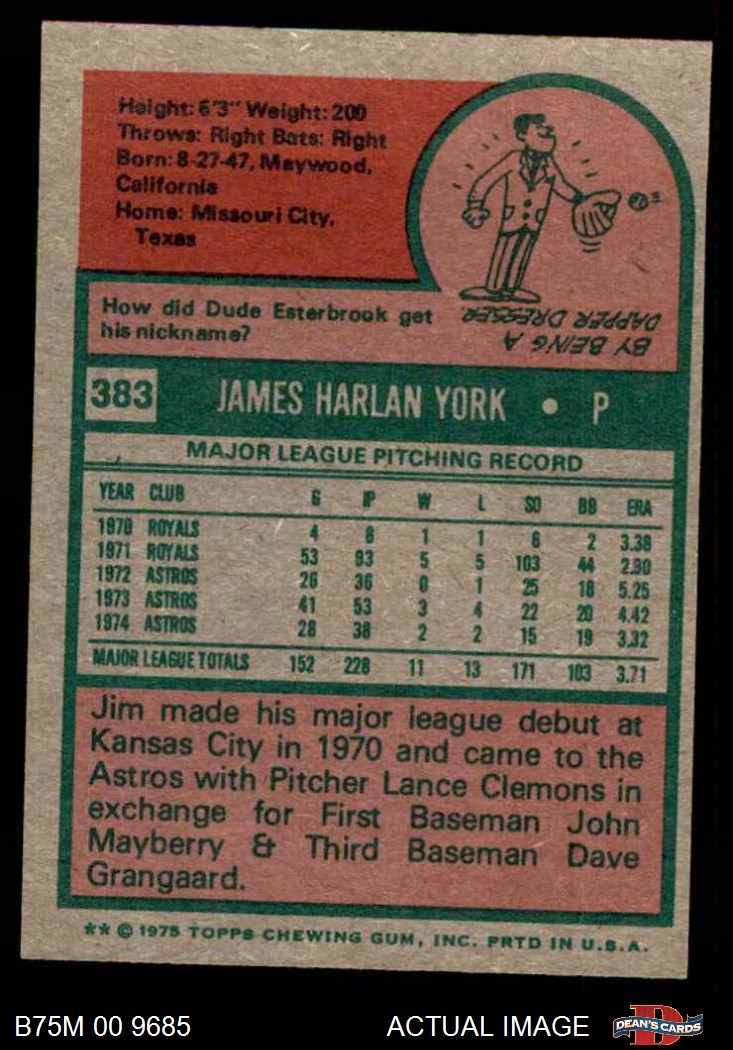 Height: 6'3" Weight: 200
Throws: Right Bats: Right
Born: 8-27-47, Maywood,
California
Home: Missouri City,
Texas
How did Dude Esterbrook get
his nickname?
BY BEING A
DAPPER DRESSER
383 JAMES HARLAN YORK • P
MAJOR LEAGUE PITCHING RECORD
YEAR CLUB G IP W L SO BB ERA
1970 ROYALS 4 8 1 1 6 2 3.38
1971 ROYALS 53 93 5 5 103 44 2.90
1972 ASTROS 26 36 0 1 25 18 5.25
1973 ASTROS 41 53 3 4 22 20 4.42
1974 ASTROS 28 38 2 2 15 19 3.32
MAJOR LEAGUE TOTALS 152 228 11 13 171 103 3.71
Jim made his major league debut at
Kansas City in 1970 and came to the
Astros with Pitcher Lance Clemons in
exchange for First Baseman John
Mayberry & Third Baseman Dave
Grangaard.
** © 1975 TOPPS CHEWING GUM, INC. PRTD IN U.S.A.
B75M 00 9685 ACTUAL IMAGE DEAN'S CARDS